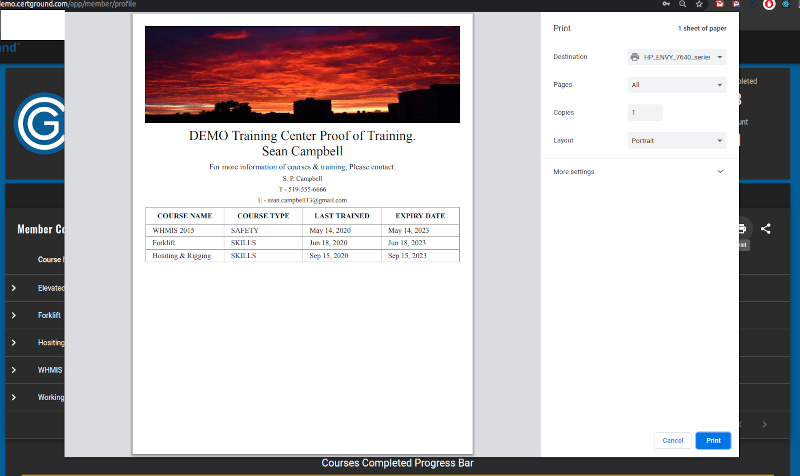 demo.certground.com/app/member/profile
Print
1 sheet of paper
Destination
HP_ENVY_7640_series
Pages
All
Copies
1
Layout
Portrait
More settings
Cancel
Print
DEMO Training Center Proof of Training.
Sean Campbell
For more information of courses & training, Please contact:
S. P. Campbell
T - 519-555-6666
E - sean.campbell13@gmail.com
COURSE NAME COURSE TYPE LAST TRAINED EXPIRY DATE
WHMIS 2015 SAFETY May 14, 2020 May 14, 2023
Forklift SKILLS Jun 18, 2020 Jun 18, 2023
Hositing & Rigging SKILLS Sep 15, 2020 Sep 15, 2023
Member Co
Course
Elevated
Forklift
Hositing
WHMIS
Working
Courses Completed Progress Bar